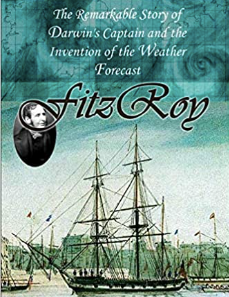 The Remarkable Story of
Darwin's Captain and the
Invention of the Weather
Forecast
FitzRoy